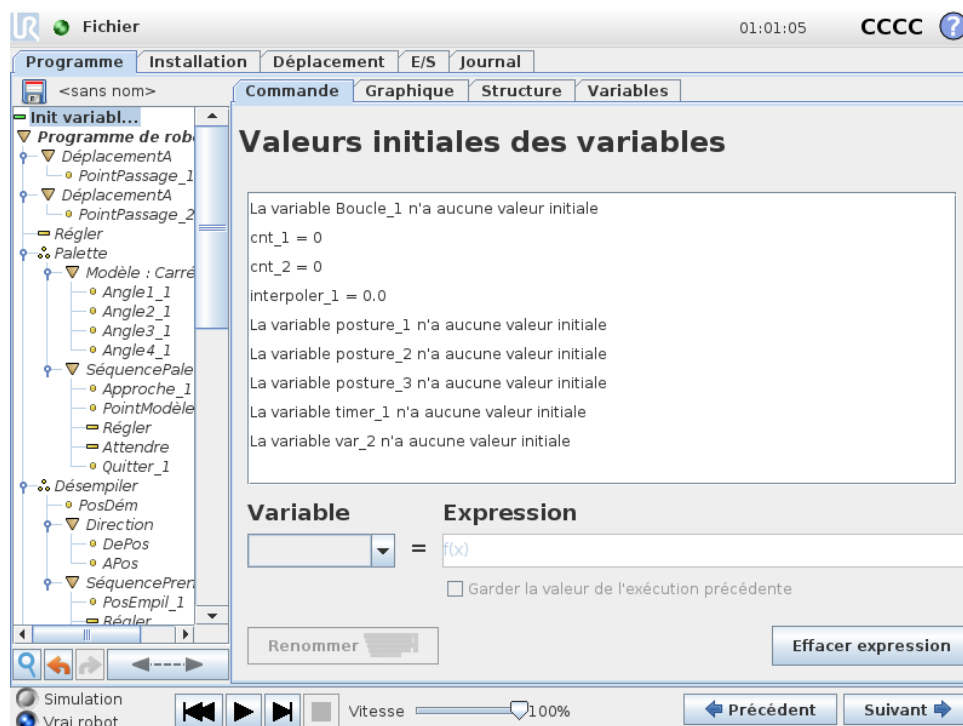 UR Fichier 01:01:05 CCCC ?
Programme Installation Déplacement E/S Journal
<sans nom> Commande Graphique Structure Variables
Init variabl...
Programme de rob
DéplacementA
PointPassage_1
DéplacementA
PointPassage_2
Régler
Palette
Modèle : Carré
Angle1_1
Angle2_1
Angle3_1
Angle4_1
SéquencePale
Approche_1
PointModèle
Régler
Attendre
Quitter_1
Désempiler
PosDém
Direction
DePos
APos
SéquencePren
PosEmpil_1
Régler
Valeurs initiales des variables
La variable Boucle_1 n'a aucune valeur initiale
cnt_1 = 0
cnt_2 = 0
interpoler_1 = 0.0
La variable posture_1 n'a aucune valeur initiale
La variable posture_2 n'a aucune valeur initiale
La variable posture_3 n'a aucune valeur initiale
La variable timer_1 n'a aucune valeur initiale
La variable var_2 n'a aucune valeur initiale
Variable Expression
= f(x)
Garder la valeur de l'exécution précédente
Renommer Effacer expression
Simulation
Vrai robot
Vitesse 100% Précédent Suivant